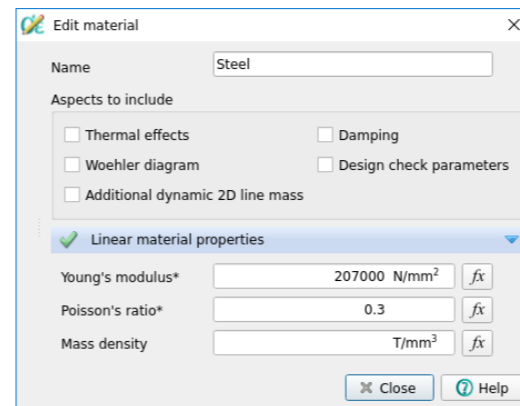 Edit material
Name Steel
Aspects to include
Thermal effects Damping
Woehler diagram Design check parameters
Additional dynamic 2D line mass
Linear material properties
Young's modulus* 207000 N/mm² fx
Poisson's ratio* 0.3 fx
Mass density T/mm³ fx
Close Help